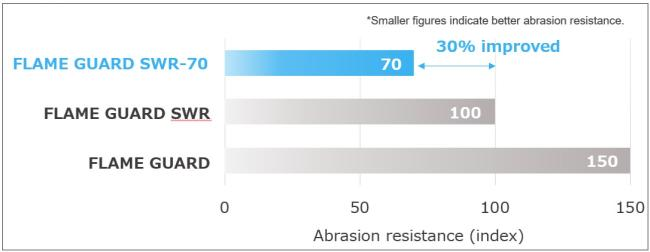 *Smaller figures indicate better abrasion resistance.
30% improved
FLAME GUARD SWR-70
70
FLAME GUARD SWR
100
FLAME GUARD
150
0
50
100
150
Abrasion resistance (index)